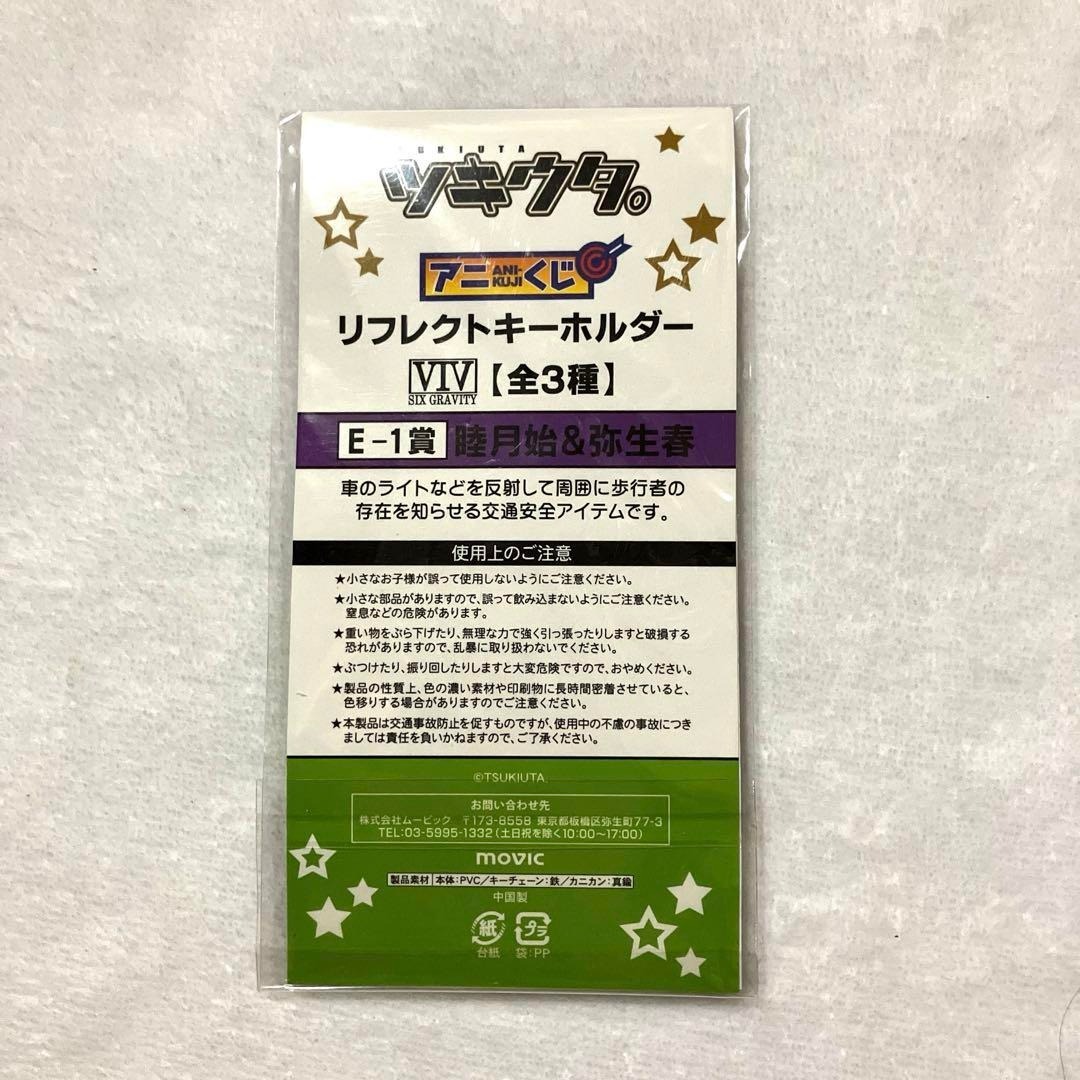 TSUKIUTA
ツキウタ。
アニ ANI-KUJI くじ
リフレクトキーホルダー
VIV SIX GRAVITY 【全3種】
E-1賞 睦月始&弥生春
車のライトなどを反射して周囲に歩行者の
存在を知らせる交通安全アイテムです。
使用上のご注意
★小さなお子様が誤って使用しないようにご注意ください。
★小さな部品がありますので、誤って飲み込まないようにご注意ください。
窒息などの危険があります。
★重い物をぶら下げたり、無理な力で強く引っ張ったりしますと破損する
恐れがありますので、乱暴に取り扱わないでください。
★ぶつけたり、振り回したりしますと大変危険ですので、おやめください。
★製品の性質上、色の濃い素材や印刷物に長時間密着させていると、
色移りする場合がありますのでご注意ください。
★本製品は交通事故防止を促すものですが、使用中の不慮の事故につき
ましては責任を負いかねますので、ご了承ください。
©TSUKIUTA.
お問い合わせ先
株式会社ムービック 〒173-8558 東京都板橋区弥生町77-3
TEL:03-5995-1332(土日祝を除く10:00〜17:00)
movic
製品素材 本体:PVC/キーチェーン:鉄/カニカン:真鍮
中国製
紙 プラ
台紙 袋:PP